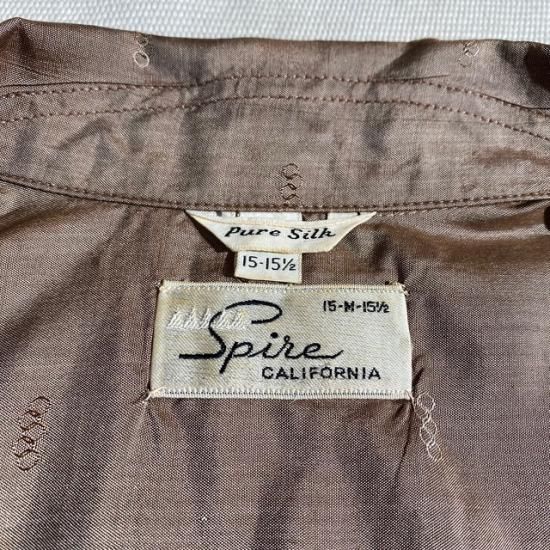 Pure Silk
15-15½
15-M-15½
Spire
CALIFORNIA